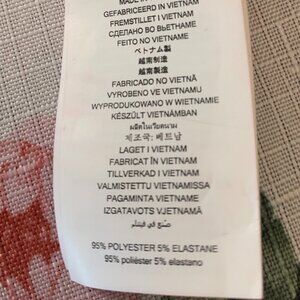 MADE IN VIETNAM
GEFABRICEERD IN VIETNAM
FREMSTILLET I VIETNAM
СДЕЛАНО ВО ВЬЕТНАМЕ
FEITO NO VIETNAME
ベトナム製
越南制造
越南製造
FABRICADO NO VIETNÃ
VYROBENO VE VIETNAMU
WYPRODUKOWANO W WIETNAMIE
KÉSZÜLT VIETNÁMBAN
ผลิตในเวียดนาม
제조국: 베트남
LAGET I VIETNAM
FABRICAT ÎN VIETNAM
TILLVERKAD I VIETNAM
VALMISTETTU VIETNAMISSA
PAGAMINTA VIETNAME
IZGATAVOTS VJETNAMĀ
صنع في فيتنام
95% POLYESTER 5% ELASTANE
95% poliéster 5% elastano